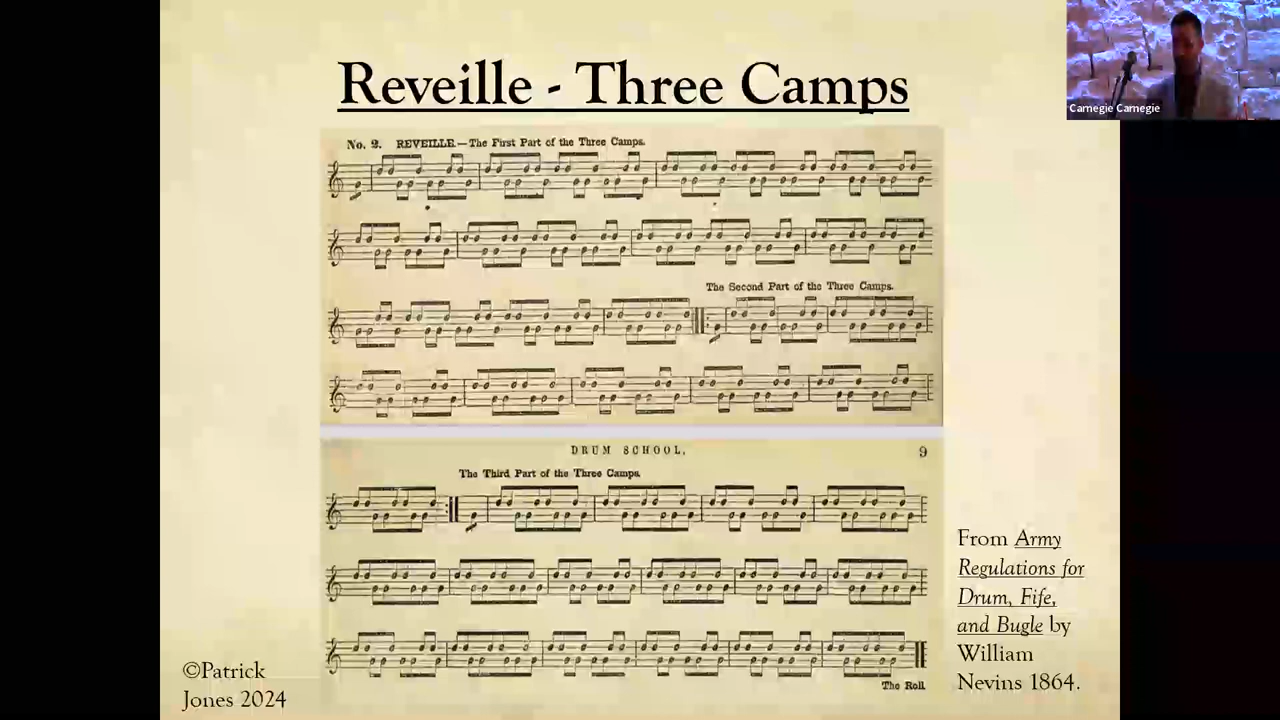 Reveille - Three Camps
Carnegie Carnegie
No. 2. REVEILLE.—The First Part of the Three Camps.
The Second Part of the Three Camps.
DRUM SCHOOL.
9
The Third Part of the Three Camps.
The Roll.
From Army
Regulations for
Drum, Fife,
and Bugle by
William
Nevins 1864.
©Patrick
Jones 2024